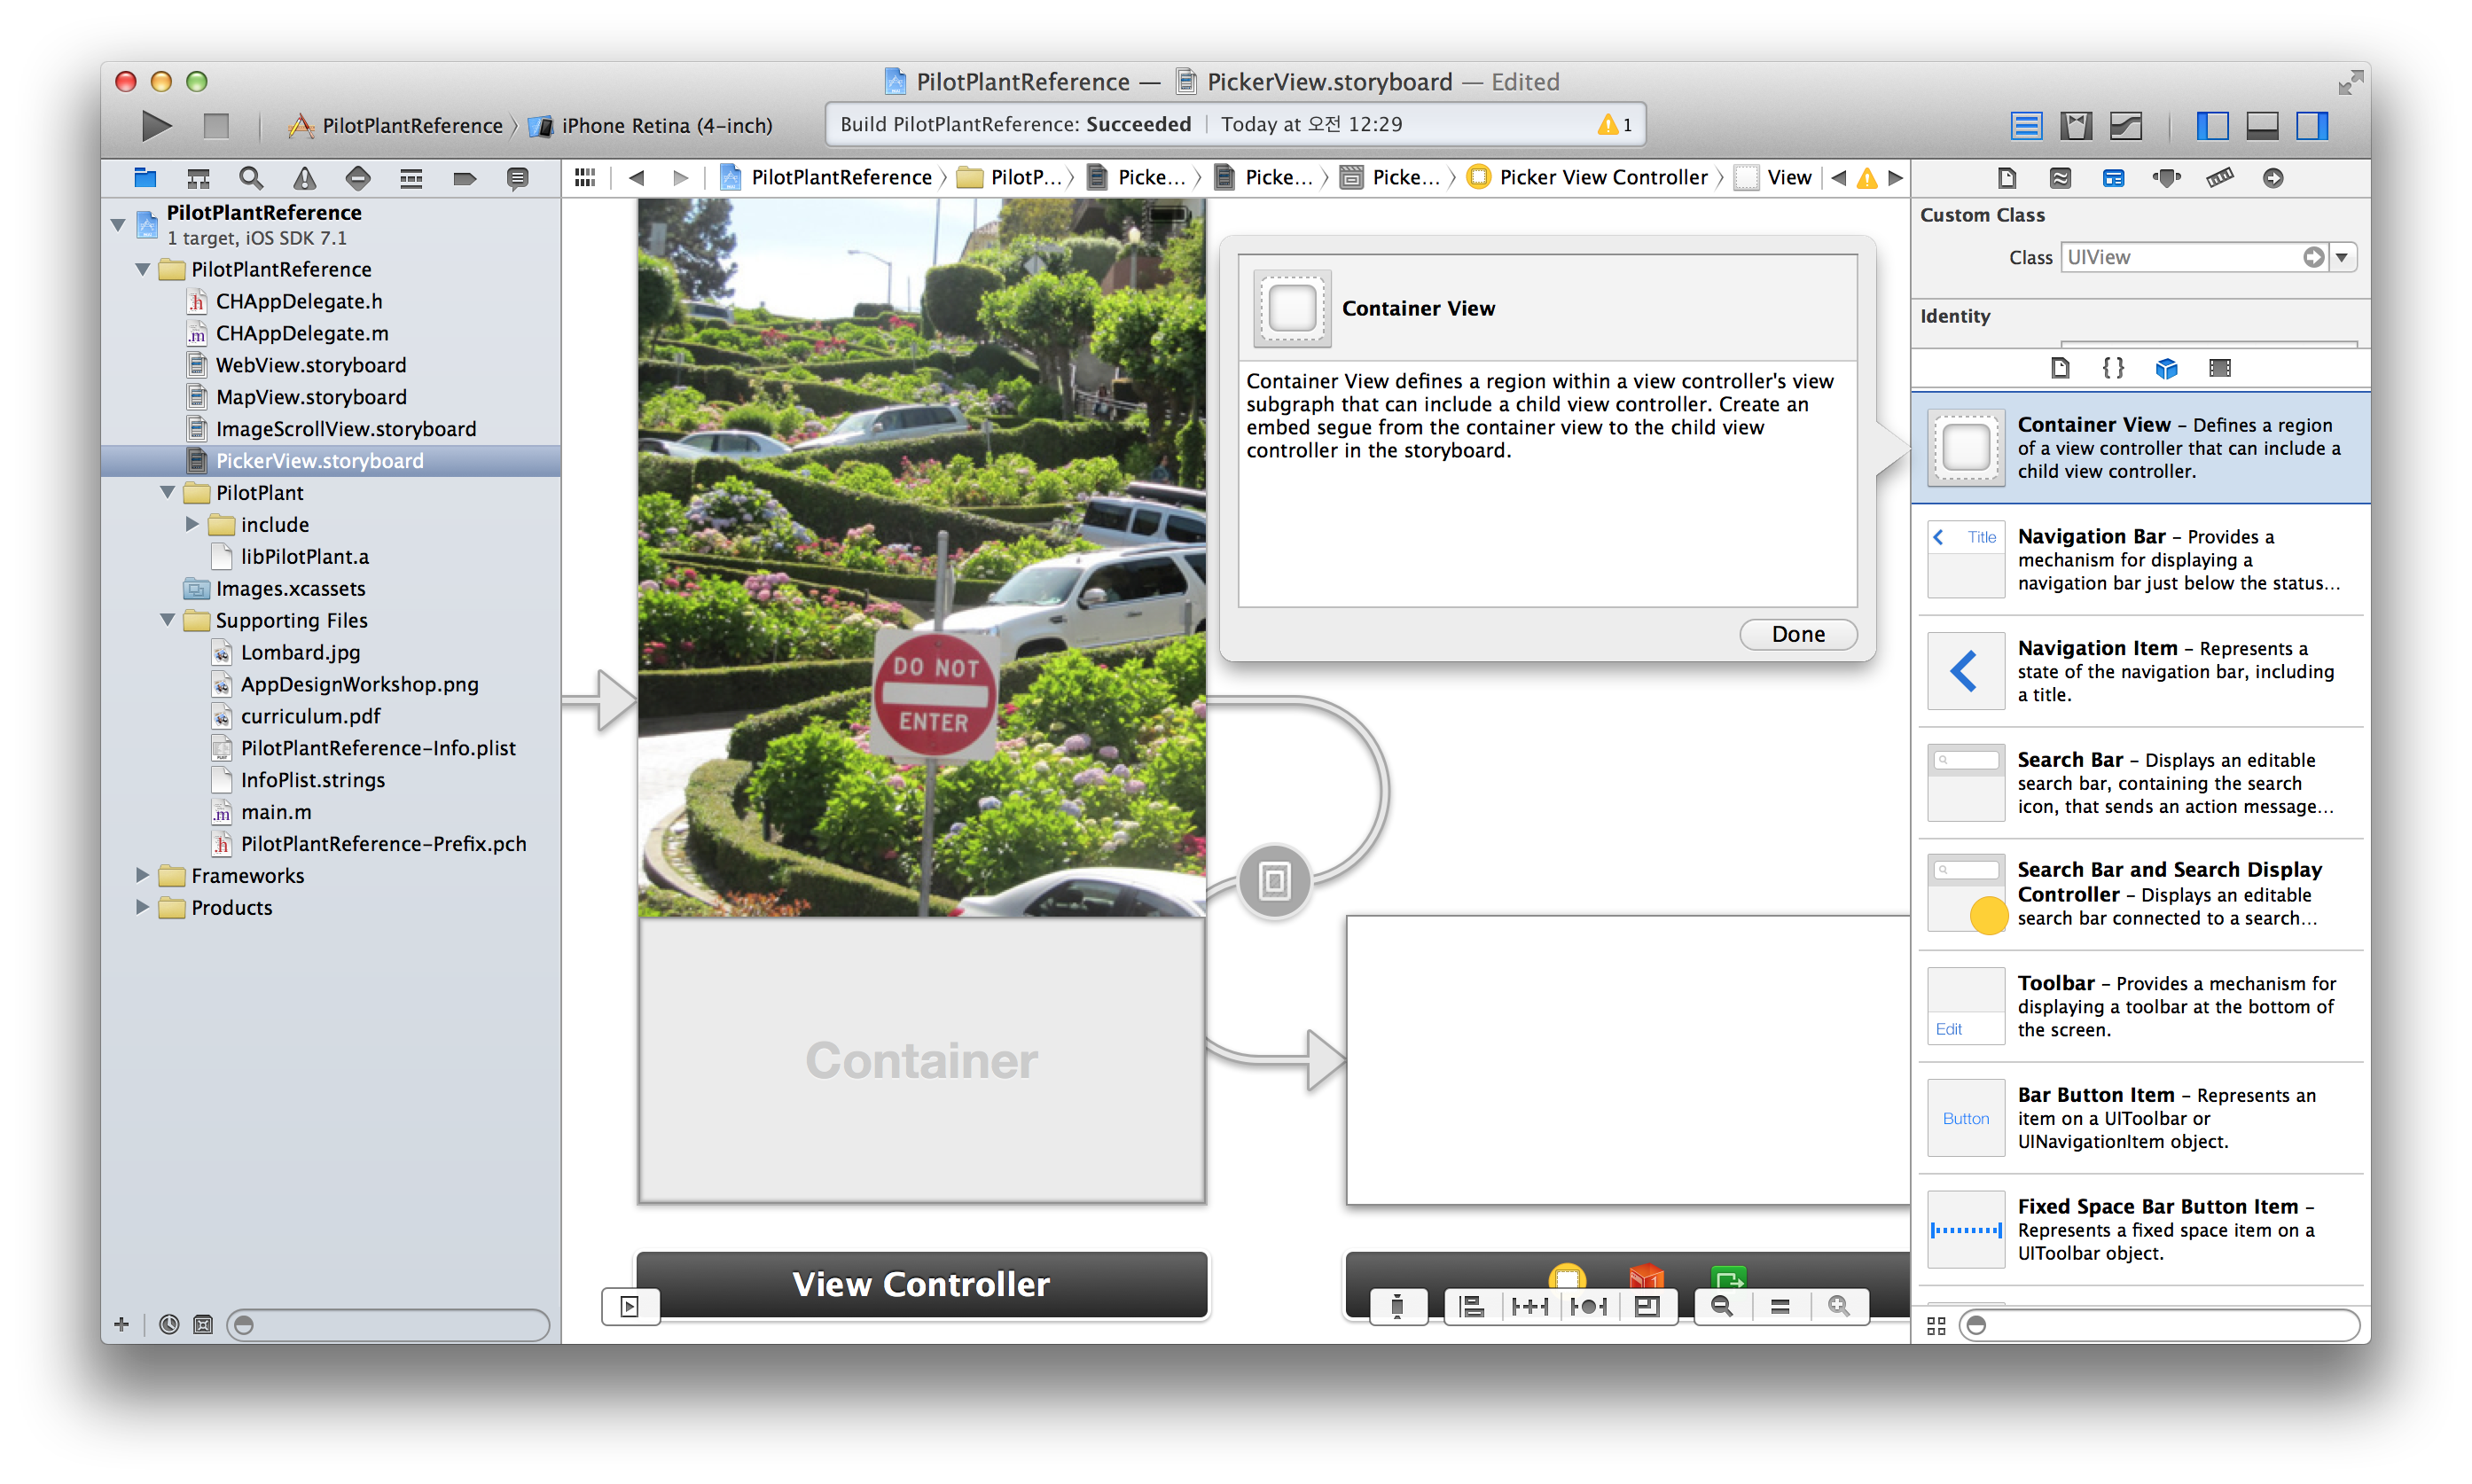 PilotPlantReference — PickerView.storyboard — Edited
PilotPlantReference iPhone Retina (4-inch)
Build PilotPlantReference: Succeeded | Today at 오전 12:29
1
PilotPlantReference PilotP... Picke... Picke... Picke... Picker View Controller View
PilotPlantReference
1 target, iOS SDK 7.1
PilotPlantReference
CHAppDelegate.h
CHAppDelegate.m
WebView.storyboard
MapView.storyboard
ImageScrollView.storyboard
PickerView.storyboard
PilotPlant
include
libPilotPlant.a
Images.xcassets
Supporting Files
Lombard.jpg
AppDesignWorkshop.png
curriculum.pdf
PilotPlantReference-Info.plist
InfoPlist.strings
main.m
PilotPlantReference-Prefix.pch
Frameworks
Products
DO NOT
ENTER
Container
View Controller
Container View
Container View defines a region within a view controller's view
subgraph that can include a child view controller. Create an
embed segue from the container view to the child view
controller in the storyboard.
Done
Custom Class
Class UIView
Identity
Container View – Defines a region
of a view controller that can include a
child view controller.
Title
Navigation Bar – Provides a
mechanism for displaying a
navigation bar just below the status...
Navigation Item – Represents a
state of the navigation bar, including
a title.
Search Bar – Displays an editable
search bar, containing the search
icon, that sends an action message...
Search Bar and Search Display
Controller – Displays an editable
search bar connected to a search...
Edit
Toolbar – Provides a mechanism for
displaying a toolbar at the bottom of
the screen.
Button
Bar Button Item – Represents an
item on a UIToolbar or
UINavigationItem object.
Fixed Space Bar Button Item –
Represents a fixed space item on a
UIToolbar object.